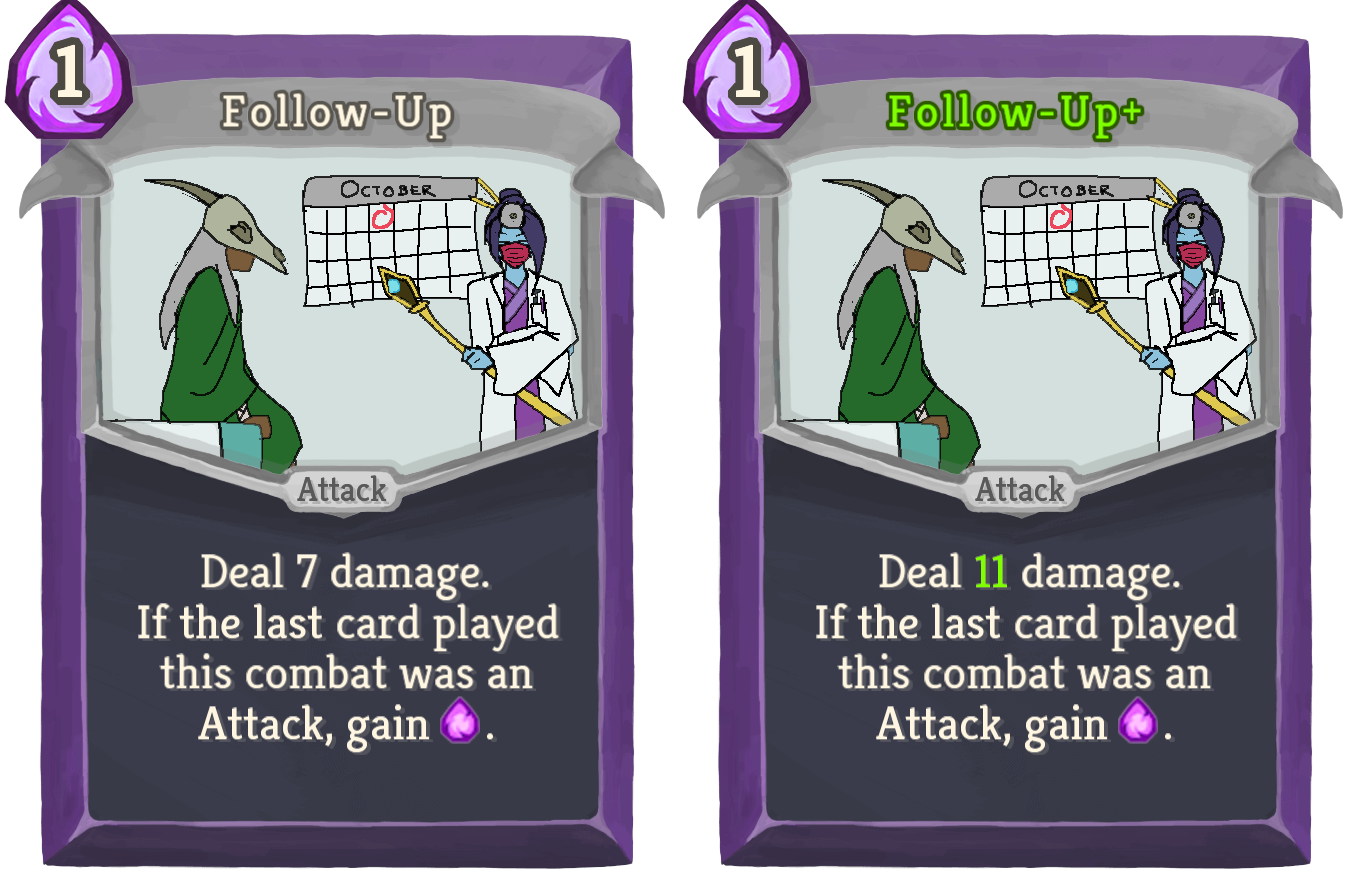 1
Follow-Up
October
Attack
Deal 7 damage.
If the last card played
this combat was an
Attack, gain .
1
Follow-Up+
October
Attack
Deal 11 damage.
If the last card played
this combat was an
Attack, gain .